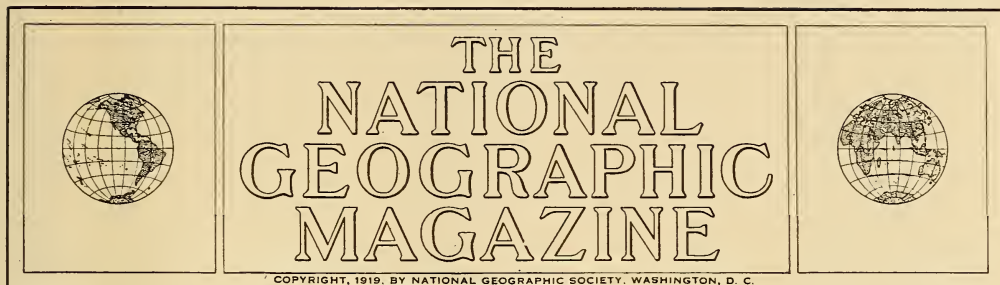 THE
NATIONAL
GEOGRAPHIC
MAGAZINE
COPYRIGHT, 1919, BY NATIONAL GEOGRAPHIC SOCIETY, WASHINGTON, D. C.